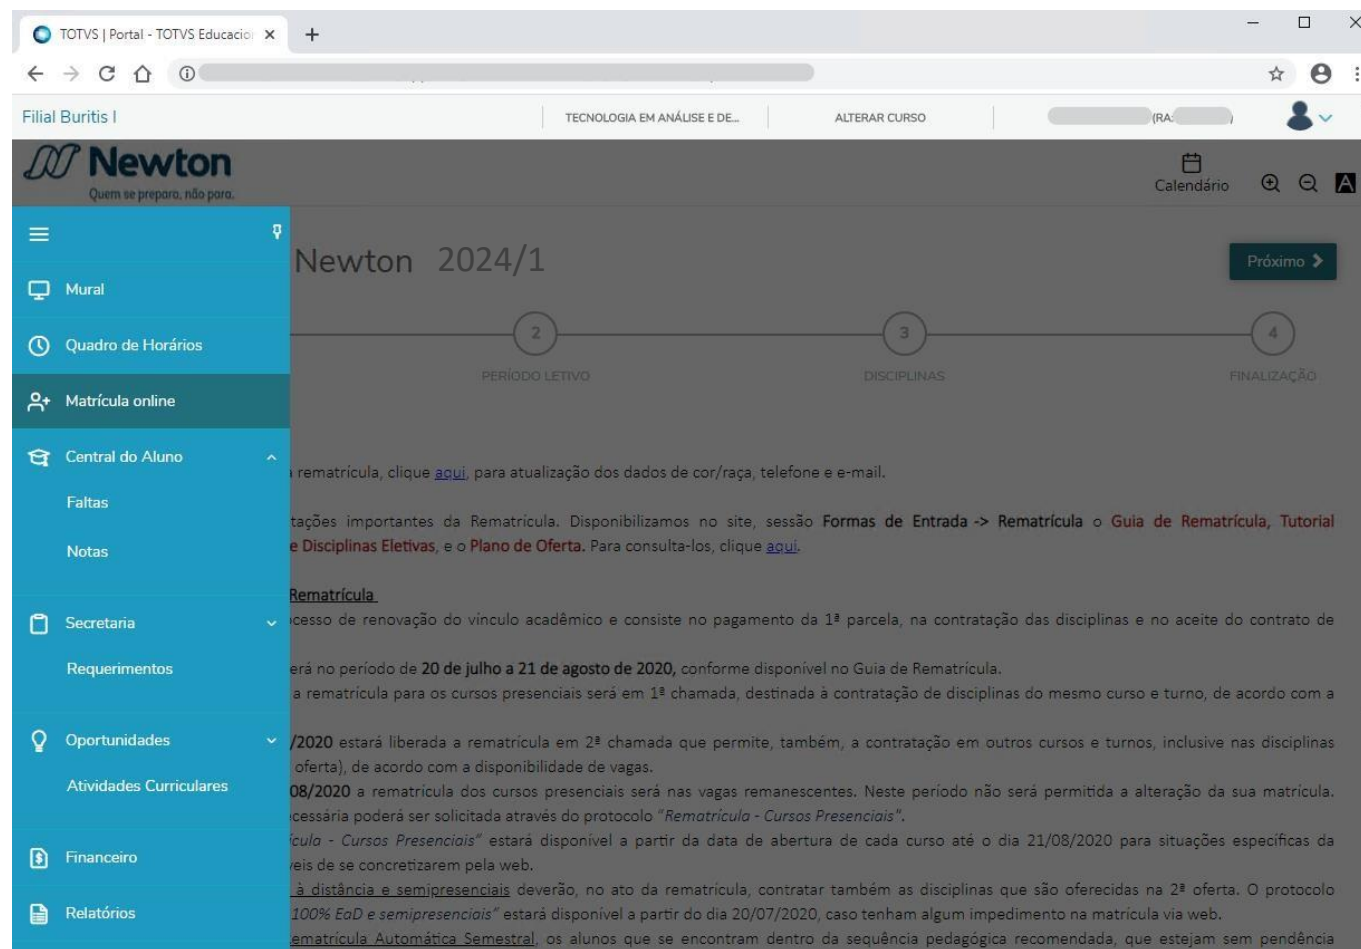 TOTVS | Portal - TOTVS Educacio
Filial Buritis I
TECNOLOGIA EM ANÁLISE E DE...
ALTERAR CURSO
(RA:
)
Newton
Quem se prepara, não para.
Calendário
A
Newton 2024/1
Próximo
Mural
Quadro de Horários
Matrícula online
Central do Aluno
Faltas
Notas
Secretaria
Requerimentos
Oportunidades
Atividades Curriculares
Financeiro
Relatórios
2
3
4
PERÍODO LETIVO
DISCIPLINAS
FINALIZAÇÃO
rematrícula, clique aqui, para atualização dos dados de cor/raça, telefone e e-mail.
tações importantes da Rematrícula. Disponibilizamos no site, sessão Formas de Entrada -> Rematrícula o Guia de Rematrícula, Tutorial
e Disciplinas Eletivas, e o Plano de Oferta. Para consulta-los, clique aqui.
Rematrícula
cesso de renovação do vínculo acadêmico e consiste no pagamento da 1ª parcela, na contratação das disciplinas e no aceite do contrato de
erá no período de 20 de julho a 21 de agosto de 2020, conforme disponível no Guia de Rematrícula.
a rematrícula para os cursos presenciais será em 1ª chamada, destinada à contratação de disciplinas do mesmo curso e turno, de acordo com a
/2020 estará liberada a rematrícula em 2ª chamada que permite, também, a contratação em outros cursos e turnos, inclusive nas disciplinas
oferta), de acordo com a disponibilidade de vagas.
08/2020 a rematrícula dos cursos presenciais será nas vagas remanescentes. Neste período não será permitida a alteração da sua matrícula.
cessária poderá ser solicitada através do protocolo "Rematrícula - Cursos Presenciais".
ícula - Cursos Presenciais" estará disponível a partir da data de abertura de cada curso até o dia 21/08/2020 para situações específicas da
veis de se concretizarem pela web.
à distância e semipresenciais deverão, no ato da rematrícula, contratar também as disciplinas que são oferecidas na 2ª oferta. O protocolo
100% EaD e semipresenciais" estará disponível a partir do dia 20/07/2020, caso tenham algum impedimento na matrícula via web.
ematrícula Automática Semestral, os alunos que se encontram dentro da sequência pedagógica recomendada, que estejam sem pendência